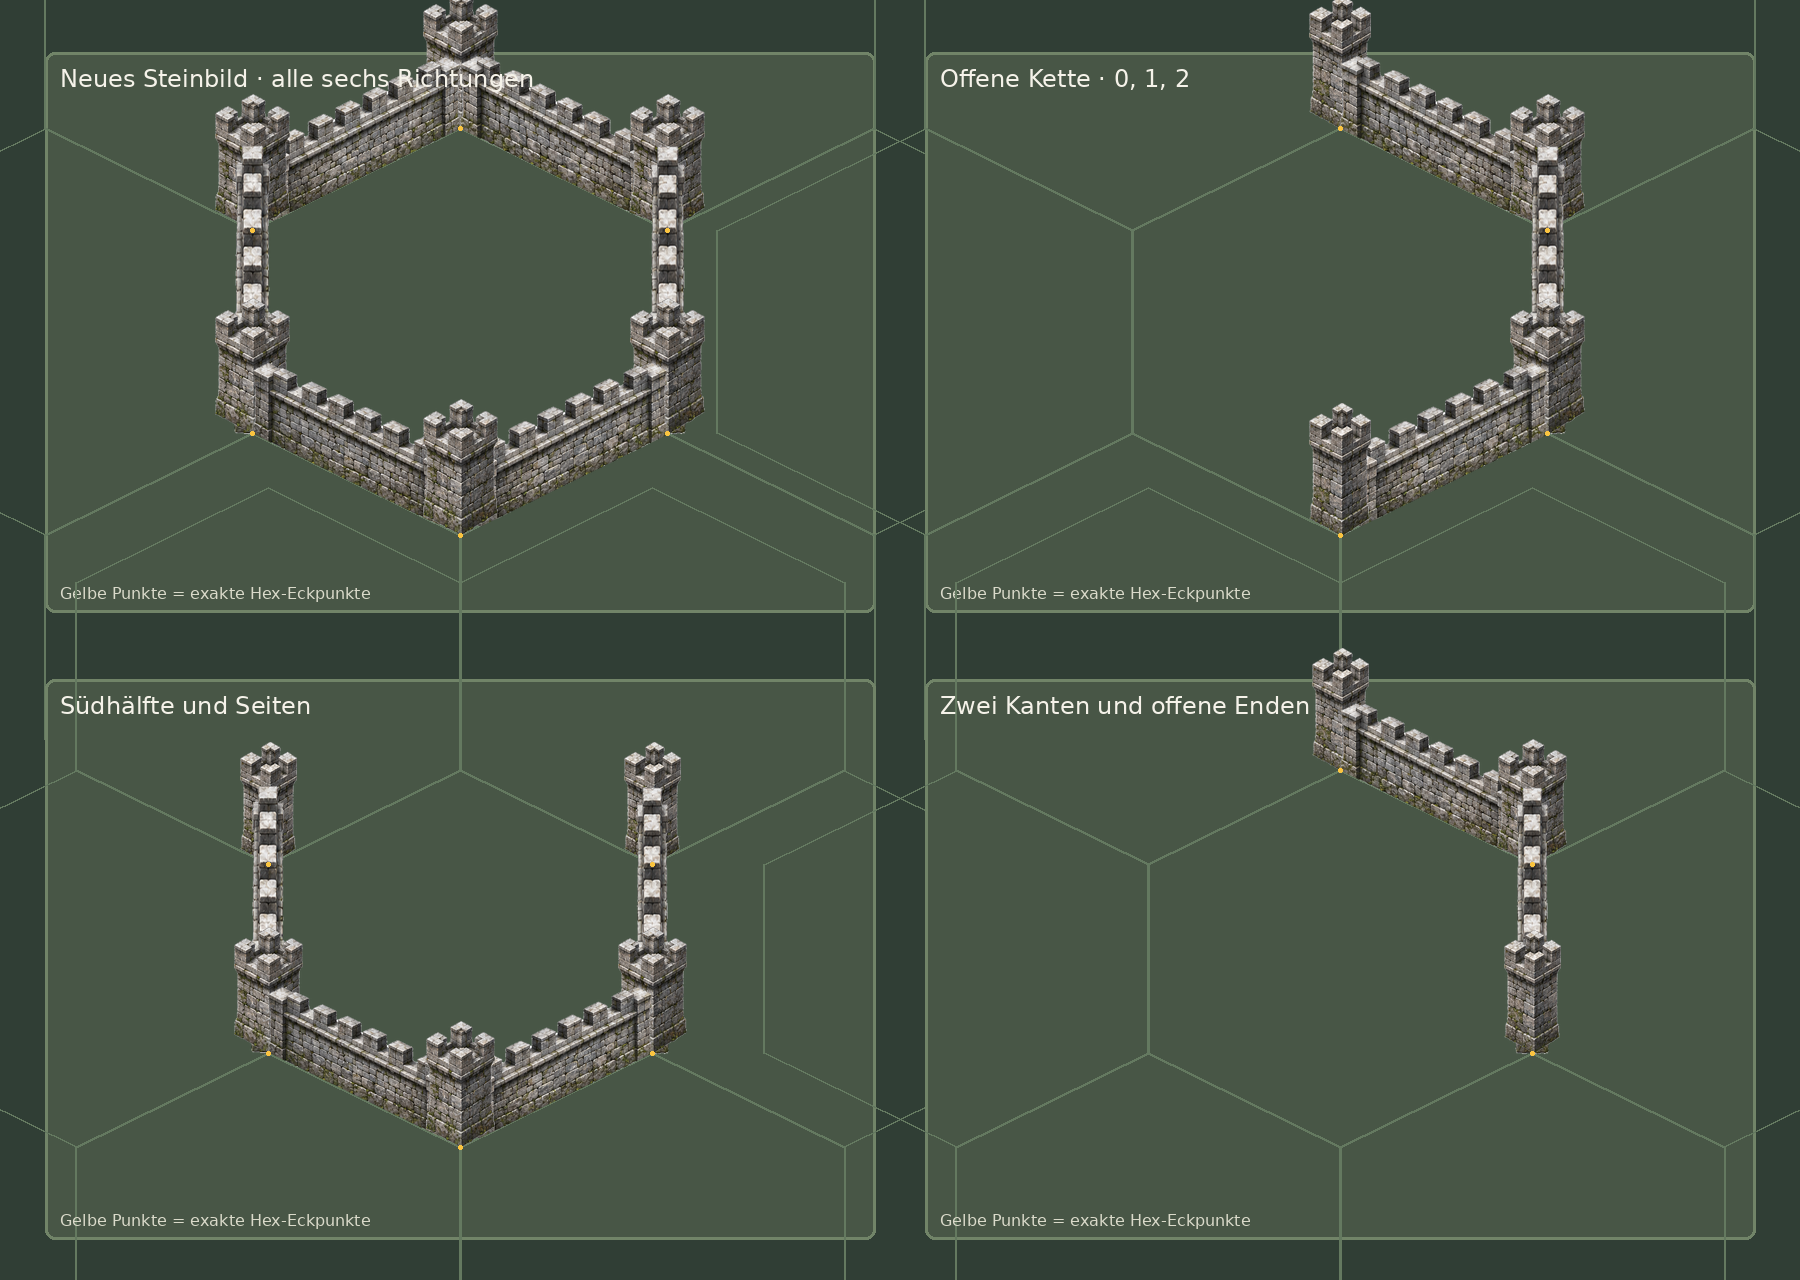 Neues Steinbild · alle sechs Richtungen
Offene Kette · 0, 1, 2
Gelbe Punkte = exakte Hex-Eckpunkte
Gelbe Punkte = exakte Hex-Eckpunkte
Südhälfte und Seiten
Zwei Kanten und offene Enden
Gelbe Punkte = exakte Hex-Eckpunkte
Gelbe Punkte = exakte Hex-Eckpunkte